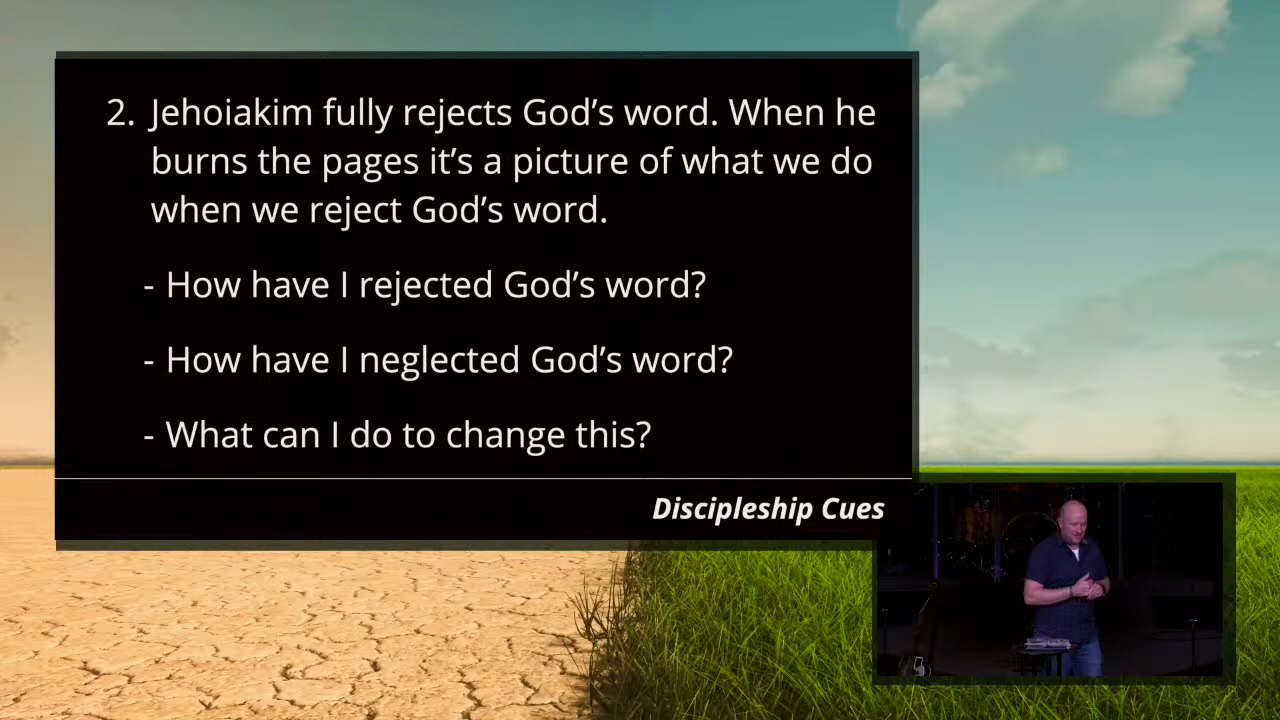 2. Jehoiakim fully rejects God’s word. When he
burns the pages it’s a picture of what we do
when we reject God’s word.
- How have I rejected God’s word?
- How have I neglected God’s word?
- What can I do to change this?
Discipleship Cues